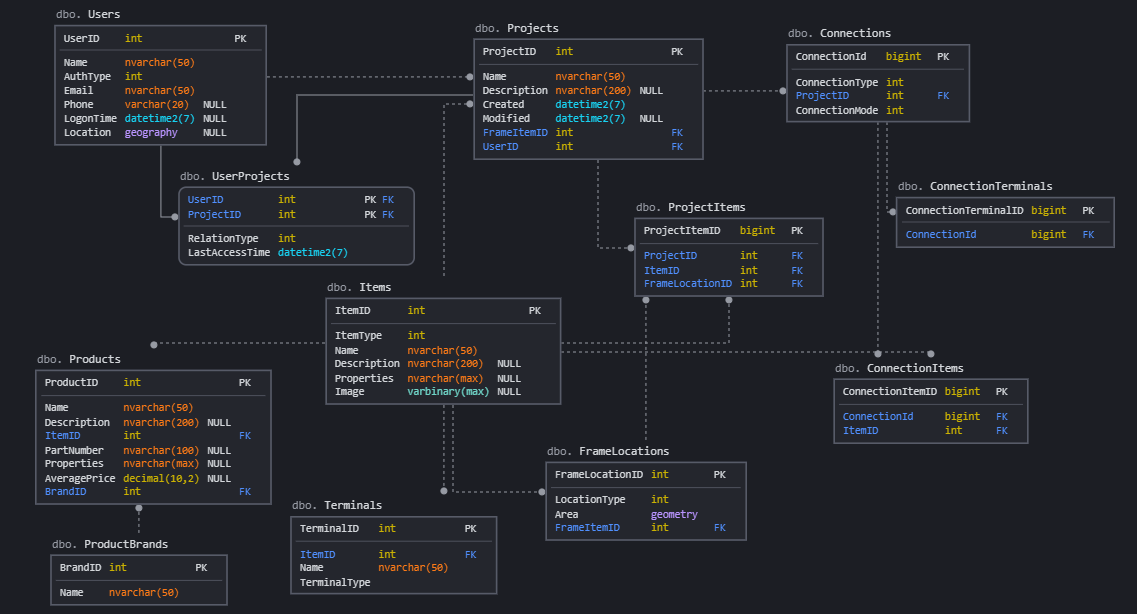 dbo. Users
UserID int PK
Name nvarchar(50)
AuthType int
Email nvarchar(50)
Phone varchar(20) NULL
LogonTime datetime2(7) NULL
Location geography NULL
dbo. Projects
ProjectID int PK
Name nvarchar(50)
Description nvarchar(200) NULL
Created datetime2(7)
Modified datetime2(7) NULL
FrameItemID int FK
UserID int FK
dbo. Connections
ConnectionId bigint PK
ConnectionType int
ProjectID int FK
ConnectionMode int
dbo. UserProjects
UserID int PK FK
ProjectID int PK FK
RelationType int
LastAccessTime datetime2(7)
dbo. ConnectionTerminals
ConnectionTerminalID bigint PK
ConnectionId bigint FK
dbo. ProjectItems
ProjectItemID bigint PK
ProjectID int FK
ItemID int FK
FrameLocationID int FK
dbo. Items
ItemID int PK
ItemType int
Name nvarchar(50)
Description nvarchar(200) NULL
Properties nvarchar(max) NULL
Image varbinary(max) NULL
dbo. Products
ProductID int PK
Name nvarchar(50)
Description nvarchar(200) NULL
ItemID int FK
PartNumber nvarchar(100) NULL
Properties nvarchar(max) NULL
AveragePrice decimal(10,2) NULL
BrandID int FK
dbo. ConnectionItems
ConnectionItemID bigint PK
ConnectionId bigint FK
ItemID int FK
dbo. FrameLocations
FrameLocationID int PK
LocationType int
Area geometry
FrameItemID int FK
dbo. Terminals
TerminalID int PK
ItemID int FK
Name nvarchar(50)
TerminalType
dbo. ProductBrands
BrandID int PK
Name nvarchar(50)